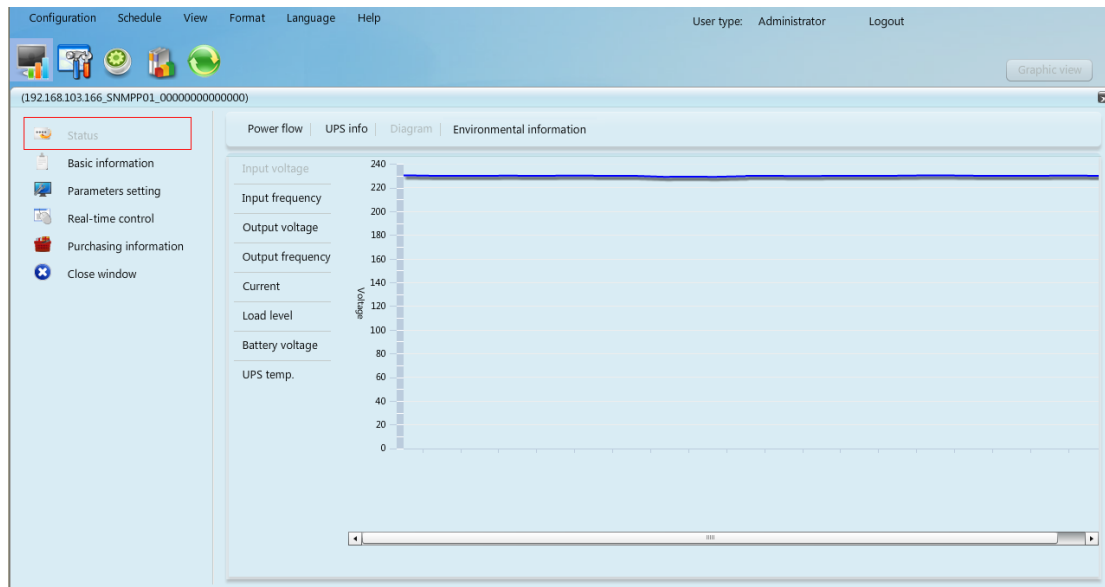 Configuration Schedule View Format Language Help User type: Administrator Logout
Graphic view
(192.168.103.166_SNMPP01_00000000000000)
Status
Basic information
Parameters setting
Real-time control
Purchasing information
Close window
Power flow UPS info Diagram Environmental information
Input voltage
Input frequency
Output voltage
Output frequency
Current
Load level
Battery voltage
UPS temp.
Voltage
240
220
200
180
160
140
120
100
80
60
40
20
0